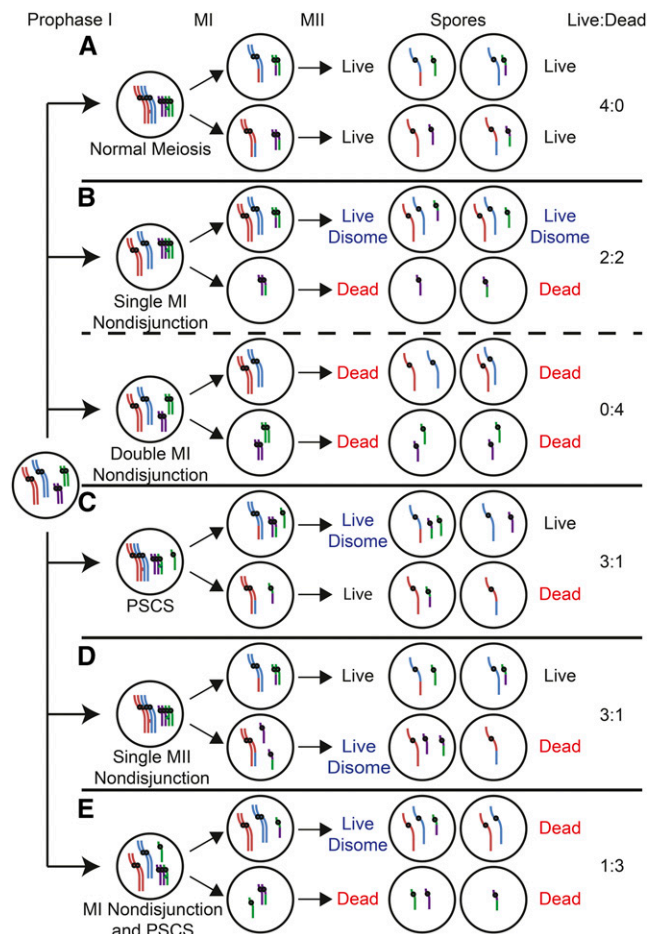 Prophase I MI MII Spores Live:Dead
A
Live Live
4:0
Live Live
Normal Meiosis
B
Live
Disome
Live
Disome
2:2
Single MI
Nondisjunction
Dead Dead
Dead Dead
0:4
Double MI
Nondisjunction
Dead Dead
C
Live
Disome
Live
3:1
PSCS
Live Dead
D
Live Live
3:1
Single MII
Nondisjunction
Live
Disome
Dead
E
Live
Disome
Dead
1:3
MI Nondisjunction
and PSCS
Dead Dead